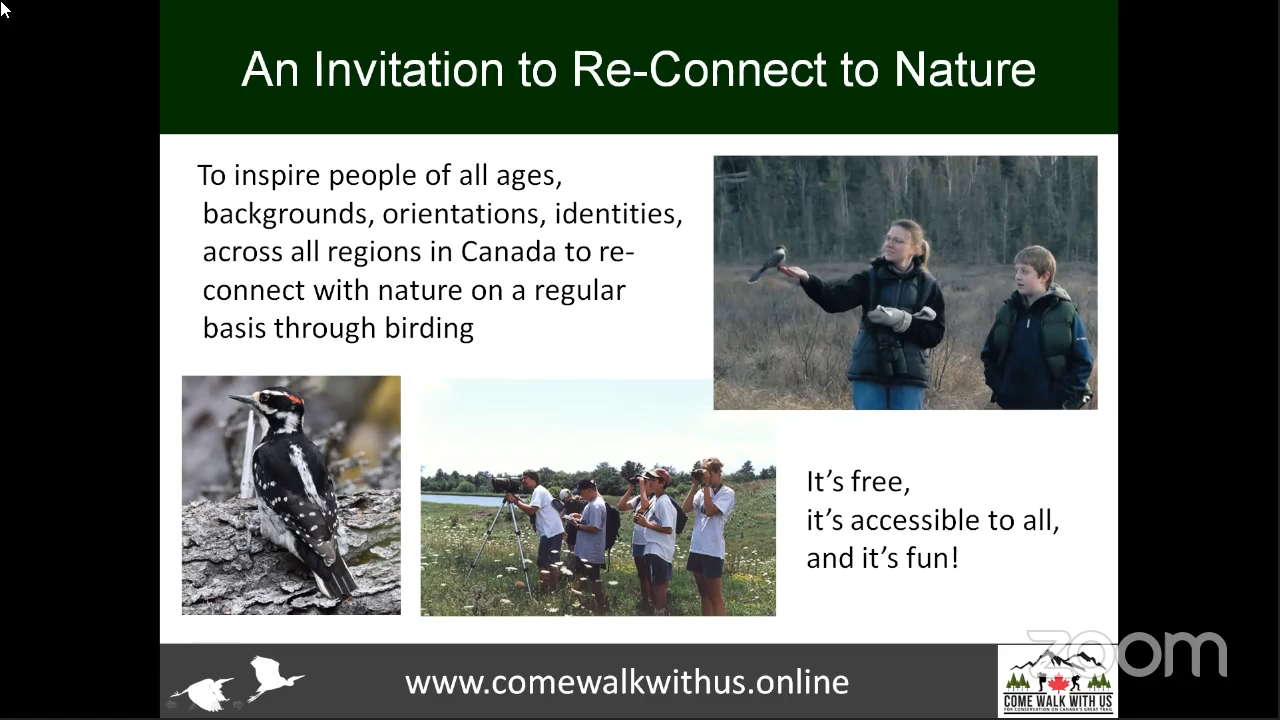 An Invitation to Re-Connect to Nature
To inspire people of all ages,
backgrounds, orientations, identities,
across all regions in Canada to re-
connect with nature on a regular
basis through birding
It’s free,
it’s accessible to all,
and it’s fun!
www.comewalkwithus.online
zoom
COME WALK WITH US
FOR CONSERVATION ON CANADA'S GREAT TRAIL